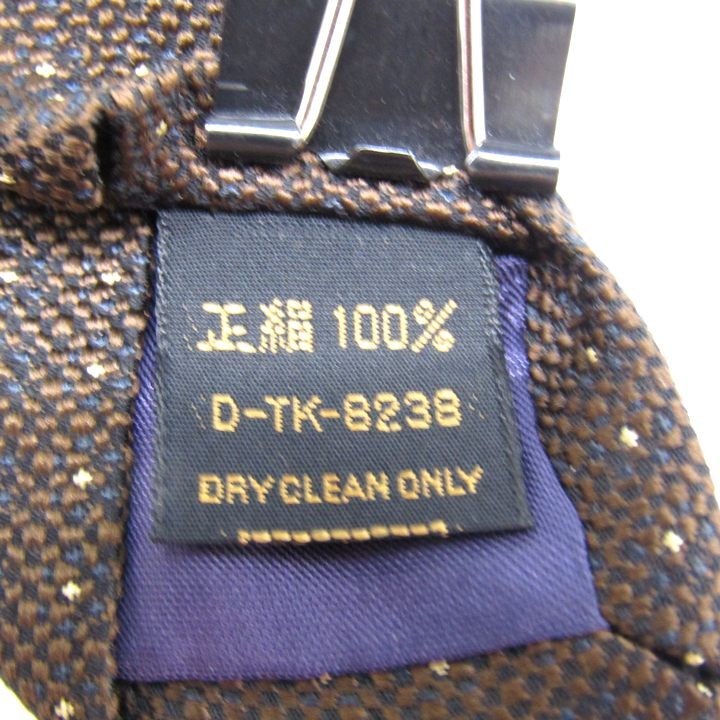 正絹 100%
D-TK-8238
DRY CLEAN ONLY